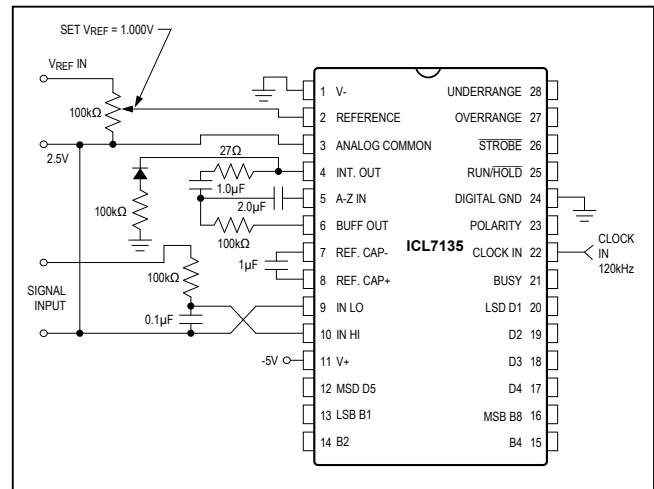 SET VREF = 1.000V
VREF IN
100kΩ
2.5V
27Ω
1.0µF
2.0µF
100kΩ
100kΩ
100kΩ
1µF
SIGNAL
INPUT
0.1µF
-5V
1 V-
2 REFERENCE
3 ANALOG COMMON
4 INT. OUT
5 A-Z IN
6 BUFF OUT
7 REF. CAP-
8 REF. CAP+
9 IN LO
10 IN HI
11 V+
12 MSD D5
13 LSB B1
14 B2
ICL7135
UNDERRANGE 28
OVERRANGE 27
STROBE 26
RUN/HOLD 25
DIGITAL GND 24
POLARITY 23
CLOCK IN 22
BUSY 21
LSD D1 20
D2 19
D3 18
D4 17
MSB B8 16
B4 15
CLOCK
IN
120kHz